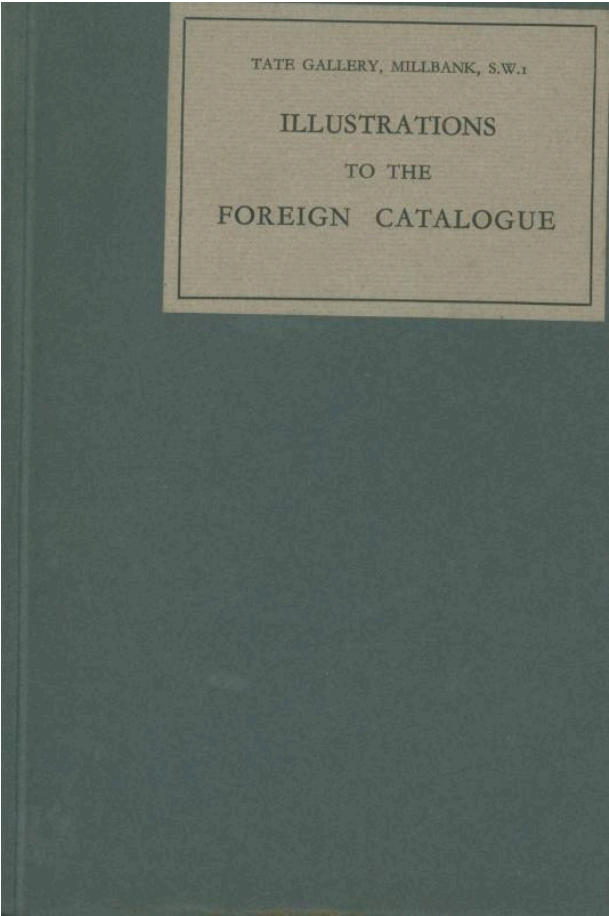 TATE GALLERY, MILLBANK, S.W.1
ILLUSTRATIONS
TO THE
FOREIGN CATALOGUE